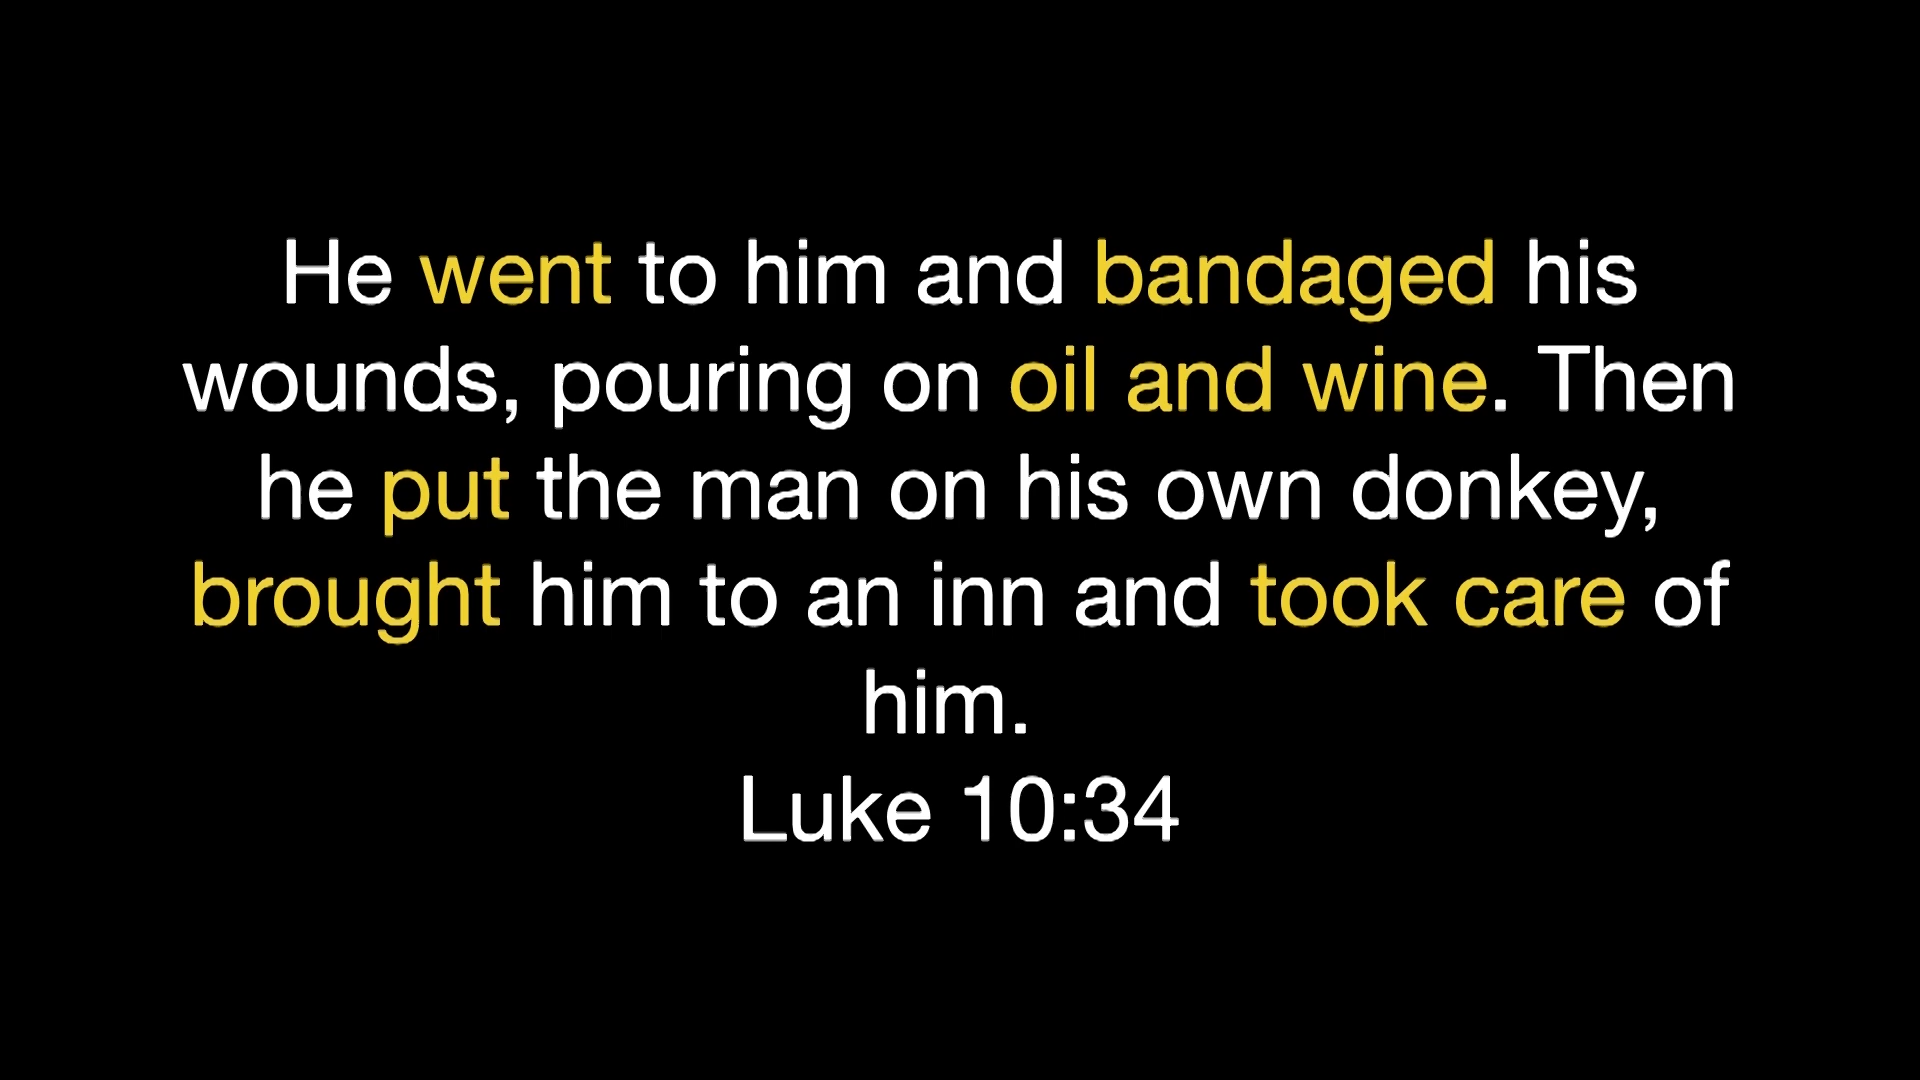 He went to him and bandaged his
wounds, pouring on oil and wine. Then
he put the man on his own donkey,
brought him to an inn and took care of
him.
Luke 10:34